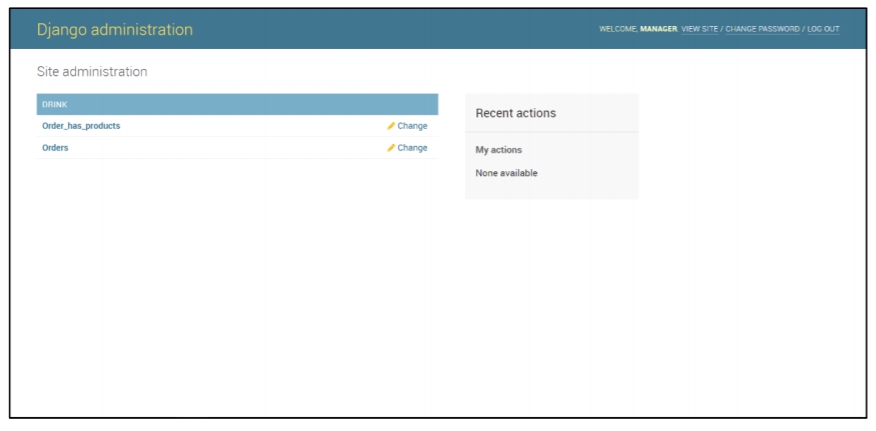 Django administration
WELCOME, MANAGER. VIEW SITE / CHANGE PASSWORD / LOG OUT
Site administration
DRINK
Order_has_products Change
Orders Change
Recent actions
My actions
None available